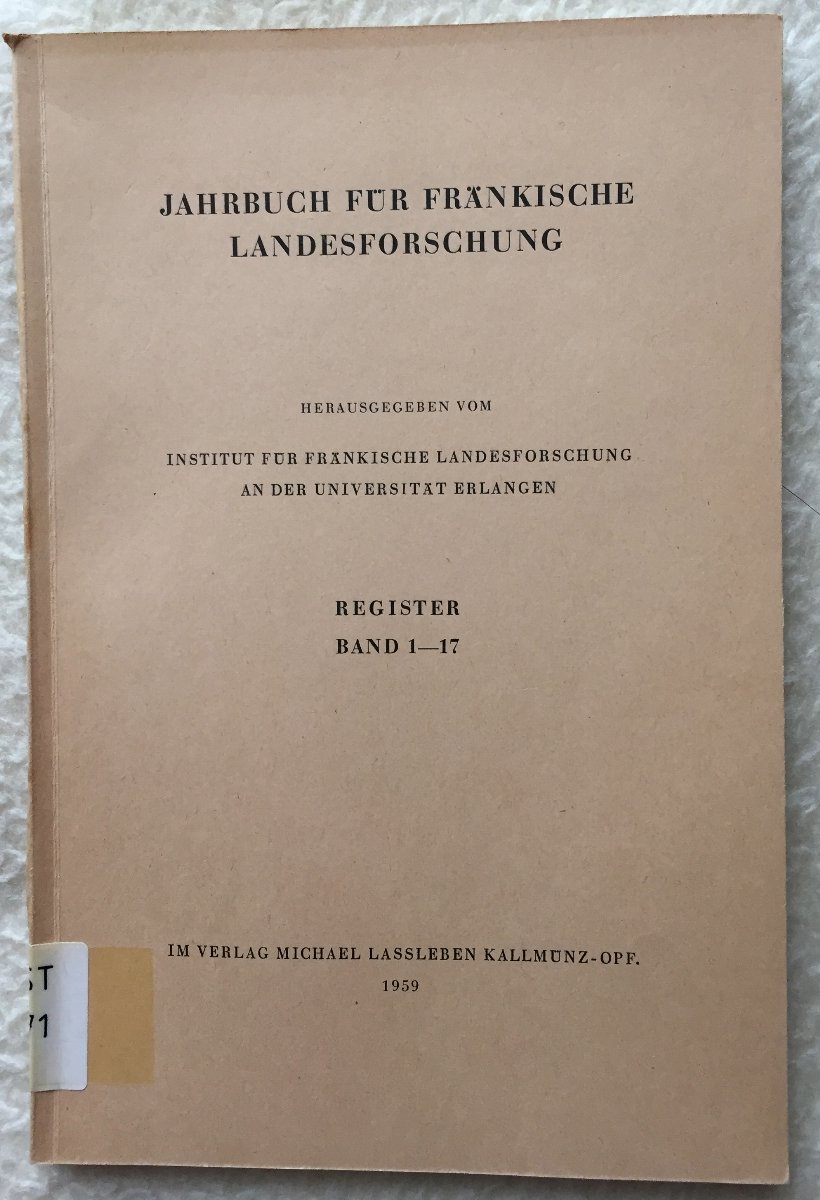 JAHRBUCH FÜR FRÄNKISCHE
LANDESFORSCHUNG
HERAUSGEGEBEN VOM
INSTITUT FÜR FRÄNKISCHE LANDESFORSCHUNG
AN DER UNIVERSITÄT ERLANGEN
REGISTER
BAND 1—17
IM VERLAG MICHAEL LASSLEBEN KALLMÜNZ-OPF.
1959